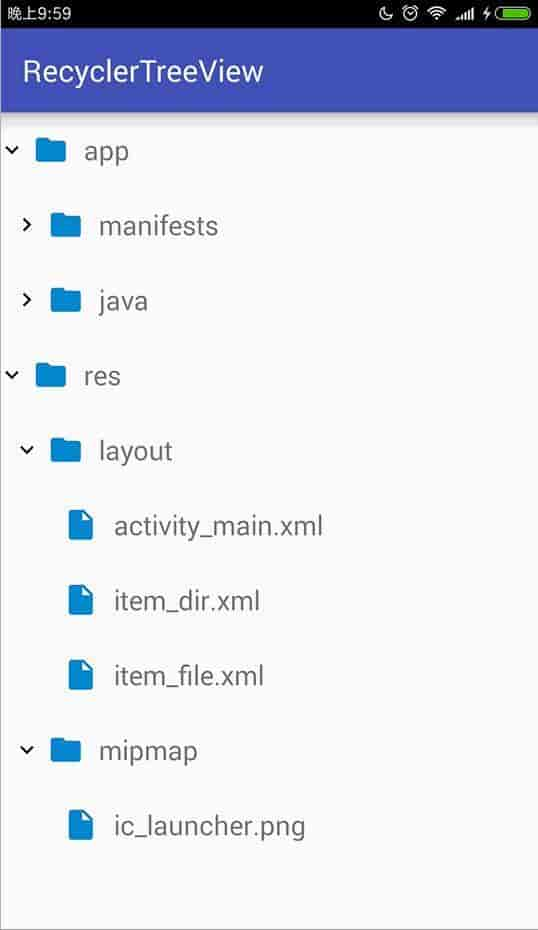 晚上9:59
RecyclerTreeView
app
manifests
java
res
layout
activity_main.xml
item_dir.xml
item_file.xml
mipmap
ic_launcher.png